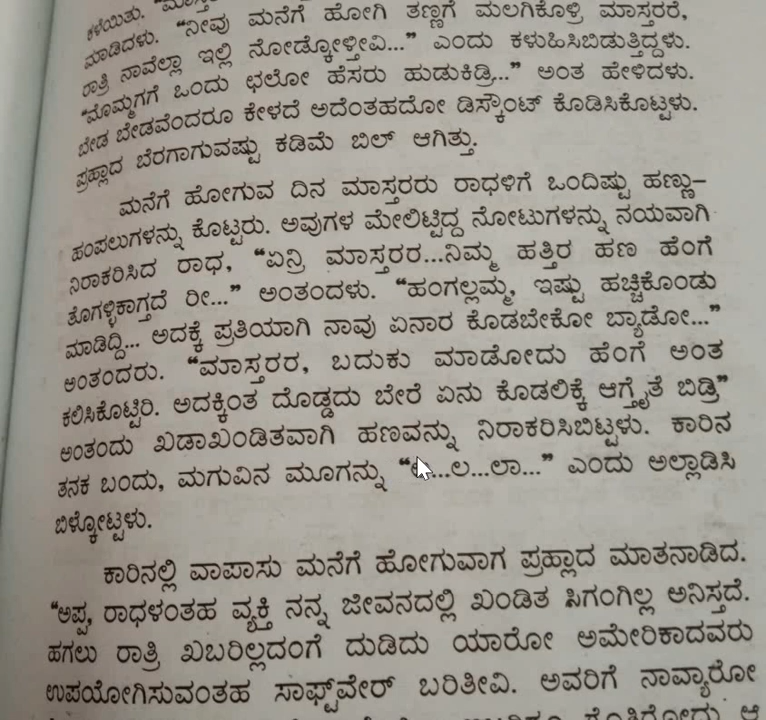 ಕಳೆಯಿತು.
ಮಾಡಿದಳು. “ನೀವು ಮನೆಗೆ ಹೋಗಿ ತಣ್ಣಗೆ ಮಲಗಿಕೊಳ್ರಿ ಮಾಸ್ತರರೆ,
ರಾತ್ರಿ ನಾವೆಲ್ಲಾ ಇಲ್ಲಿ ನೋಡ್ಕೋಳ್ತೀವಿ...” ಎಂದು ಕಳುಹಿಸಿಬಿಡುತ್ತಿದ್ದಳು.
“ಮೊಮ್ಮಗಗೆ ಒಂದು ಛಲೋ ಹೆಸರು ಹುಡುಕಿಡ್ರಿ...” ಅಂತ ಹೇಳಿದಳು.
ಬೇಡ ಬೇಡವೆಂದರೂ ಕೇಳದೆ ಅದೆಂತಹದೋ ಡಿಸ್ಕೌಂಟ್ ಕೊಡಿಸಿಕೊಟ್ಟಳು.
ಪ್ರಹ್ಲಾದ ಬೆರಗಾಗುವಷ್ಟು ಕಡಿಮೆ ಬಿಲ್ ಆಗಿತ್ತು.
ಮನೆಗೆ ಹೋಗುವ ದಿನ ಮಾಸ್ತರರು ರಾಧಳಿಗೆ ಒಂದಿಷ್ಟು ಹಣ್ಣು–
ಹಂಪಲುಗಳನ್ನು ಕೊಟ್ಟರು. ಅವುಗಳ ಮೇಲಿಟ್ಟಿದ್ದ ನೋಟುಗಳನ್ನು ನಯವಾಗಿ
ನಿರಾಕರಿಸಿದ ರಾಧ, “ಏನ್ರಿ ಮಾಸ್ತರರ...ನಿಮ್ಮ ಹತ್ತಿರ ಹಣ ಹೆಂಗೆ
ತೊಗಳ್ಳಿಕಾಗ್ತದೆ ರೀ...” ಅಂತಂದಳು. “ಹಂಗಲ್ಲಮ್ಮ, ಇಷ್ಟು ಹಚ್ಚಿಕೊಂಡು
ಮಾಡಿದ್ದಿ... ಅದಕ್ಕೆ ಪ್ರತಿಯಾಗಿ ನಾವು ಏನಾರ ಕೊಡಬೇಕೋ ಬ್ಯಾಡೋ...”
ಅಂತಂದರು. “ಮಾಸ್ತರರ, ಬದುಕು ಮಾಡೋದು ಹೆಂಗೆ ಅಂತ
ಕಲಿಸಿಕೊಟ್ಟಿರಿ. ಅದಕ್ಕಿಂತ ದೊಡ್ಡದು ಬೇರೆ ಏನು ಕೊಡಲಿಕ್ಕೆ ಆಗ್ತೈತೆ ಬಿಡ್ರಿ”
ಅಂತಂದು ಖಡಾಖಂಡಿತವಾಗಿ ಹಣವನ್ನು ನಿರಾಕರಿಸಿಬಿಟ್ಟಳು. ಕಾರಿನ
ತನಕ ಬಂದು, ಮಗುವಿನ ಮೂಗನ್ನು ...ಲ...ಲಾ...” ಎಂದು ಅಲ್ಲಾಡಿಸಿ
ಬಿಳ್ಕೋಟ್ಟಳು.
ಕಾರಿನಲ್ಲಿ ವಾಪಾಸು ಮನೆಗೆ ಹೋಗುವಾಗ ಪ್ರಹ್ಲಾದ ಮಾತನಾಡಿದ.
“ಅಪ್ಪ, ರಾಧಳಂತಹ ವ್ಯಕ್ತಿ ನನ್ನ ಜೀವನದಲ್ಲಿ ಖಂಡಿತ ಸಿಗಂಗಿಲ್ಲ ಅನಿಸ್ತದೆ.
ಹಗಲು ರಾತ್ರಿ ಖಬರಿಲ್ಲದಂಗೆ ದುಡಿದು ಯಾರೋ ಅಮೇರಿಕಾದವರು
ಉಪಯೋಗಿಸುವಂತಹ ಸಾಫ್ಟ್‌ವೇರ್ ಬರಿತೀವಿ. ಅವರಿಗೆ ನಾವ್ಯಾರೋ